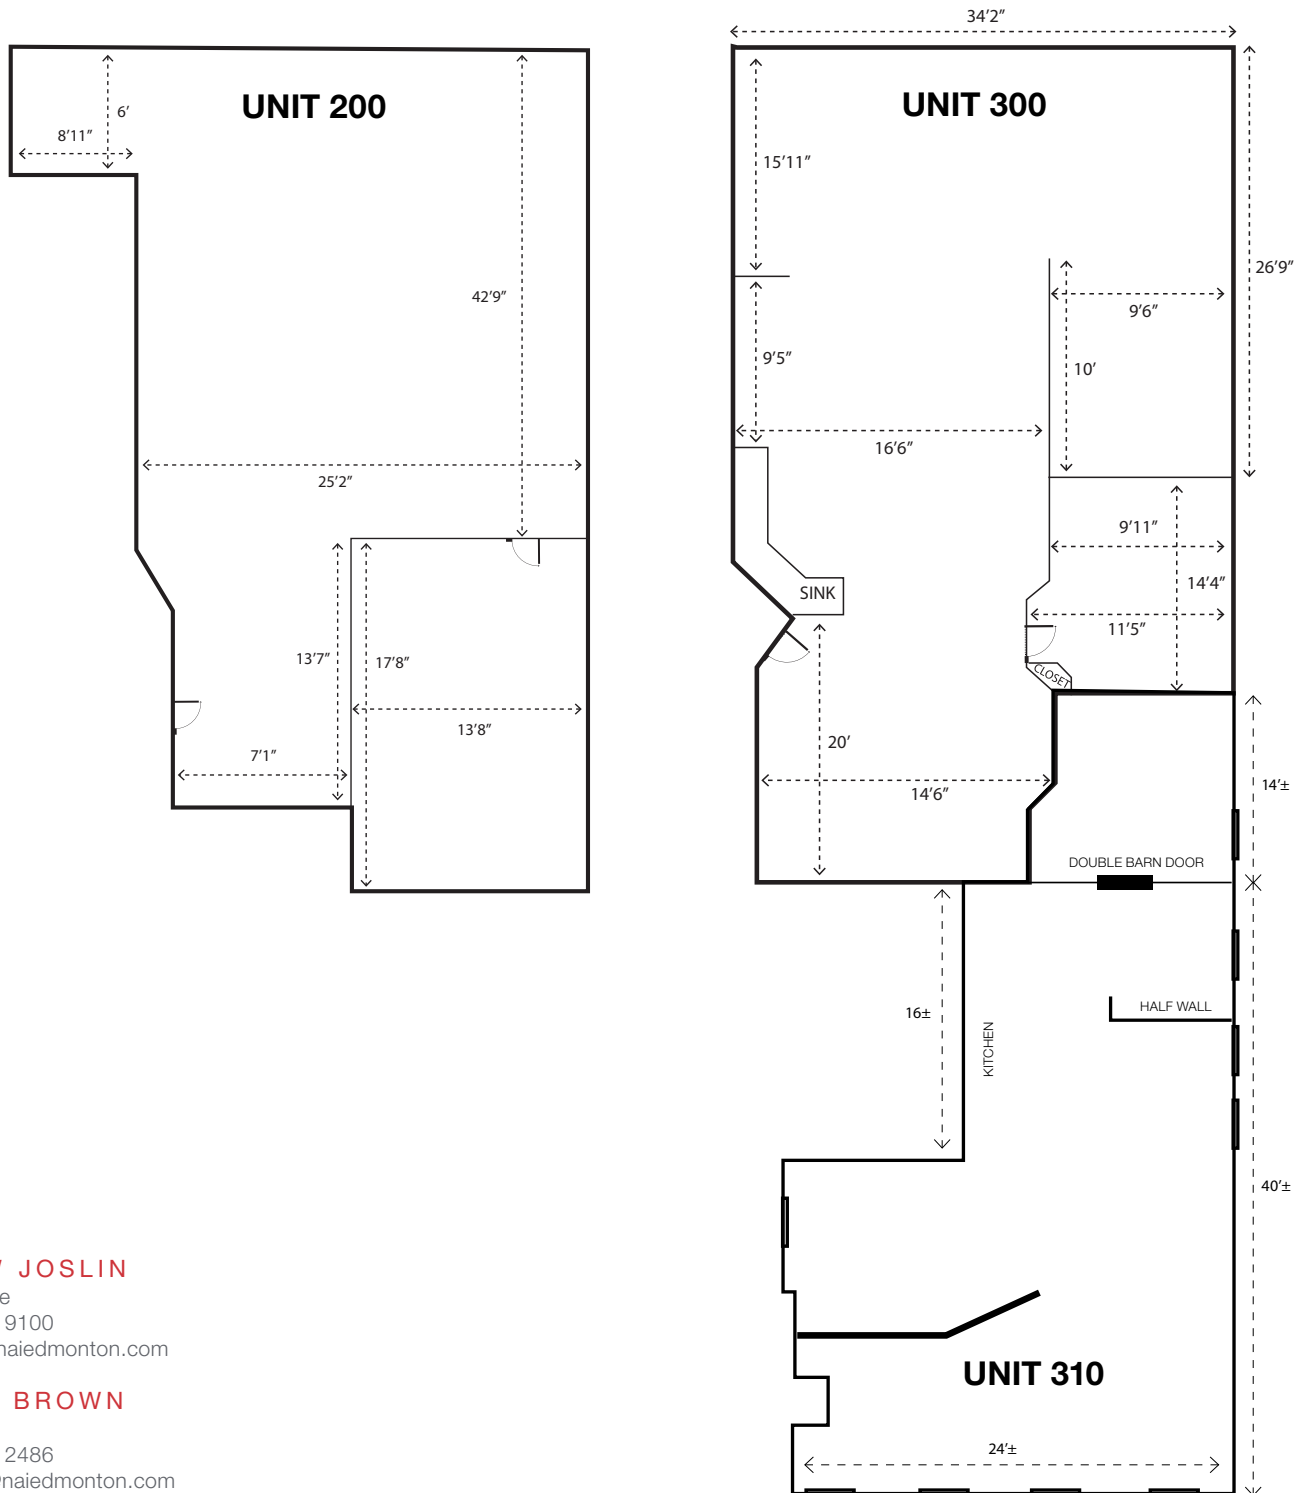 34'2"
UNIT 200
6'
8'11"
42'9"
25'2"
13'7"
17'8"
13'8"
7'1"
UNIT 300
15'11"
26'9"
9'6"
9'5"
10'
16'6"
9'11"
SINK
14'4"
11'5"
CLOSET
20'
14'6"
14'±
DOUBLE BARN DOOR
HALF WALL
16±
KITCHEN
40'±
UNIT 310
24'±
JOSLIN
e
9100
naiedmonton.com
BROWN
2486
naiedmonton.com